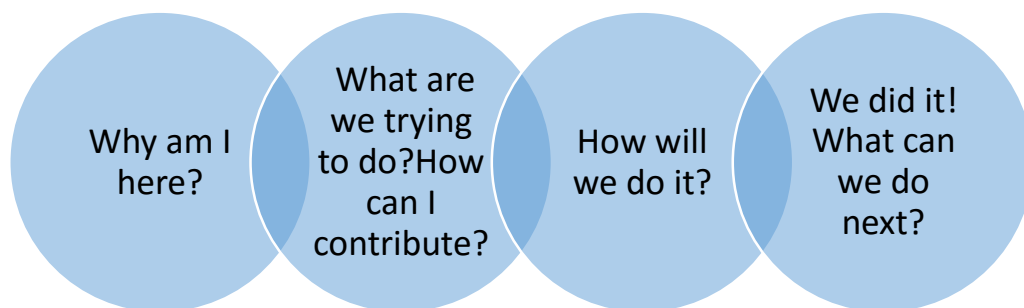 Why am I
here?
What are
we trying
to do?How
can I
contribute?
How will
we do it?
We did it!
What can
we do
next?